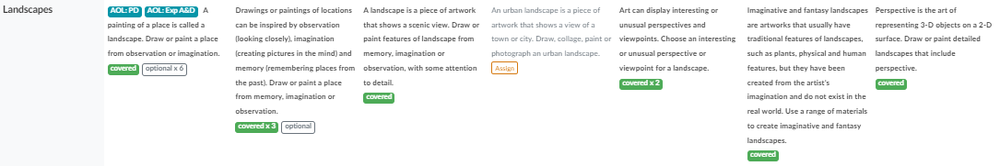 Landscapes
AOL: PD AOL: Exp A&D A
painting of a place is called a
landscape. Draw or paint a place
from observation or imagination.
covered optional x 6
Drawings or paintings of locations
can be inspired by observation
(looking closely), imagination
(creating pictures in the mind) and
memory (remembering places from
the past). Draw or paint a place
from memory, imagination or
observation.
covered x 3 optional
A landscape is a piece of artwork
that shows a scenic view. Draw or
paint features of landscape from
memory, imagination or
observation, with some attention
to detail.
covered
An urban landscape is a piece of
artwork that shows a view of a
town or city. Draw, collage, paint or
photograph an urban landscape.
Assign
Art can display interesting or
unusual perspectives and
viewpoints. Choose an interesting
or unusual perspective or
viewpoint for a landscape.
covered x 2
Imaginative and fantasy landscapes
are artworks that usually have
traditional features of landscapes,
such as plants, physical and human
features, but they have been
created from the artist's
imagination and do not exist in the
real world. Use a range of materials
to create imaginative and fantasy
landscapes.
covered
Perspective is the art of
representing 3-D objects on a 2-D
surface. Draw or paint detailed
landscapes that include
perspective.
covered